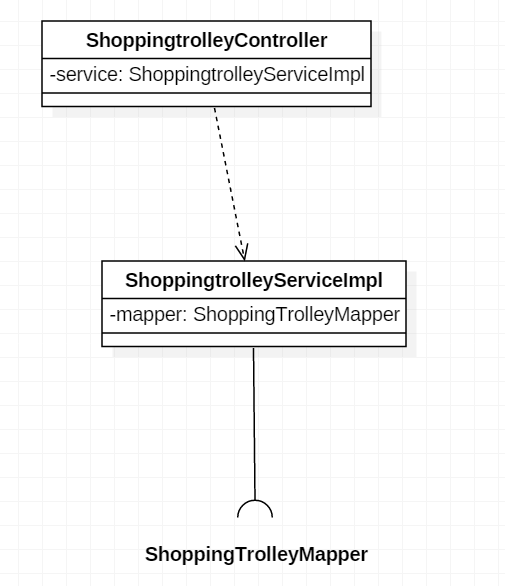 ShoppingtrolleyController
-service: ShoppingtrolleyServiceImpl
ShoppingtrolleyServiceImpl
-mapper: ShoppingTrolleyMapper
ShoppingTrolleyMapper